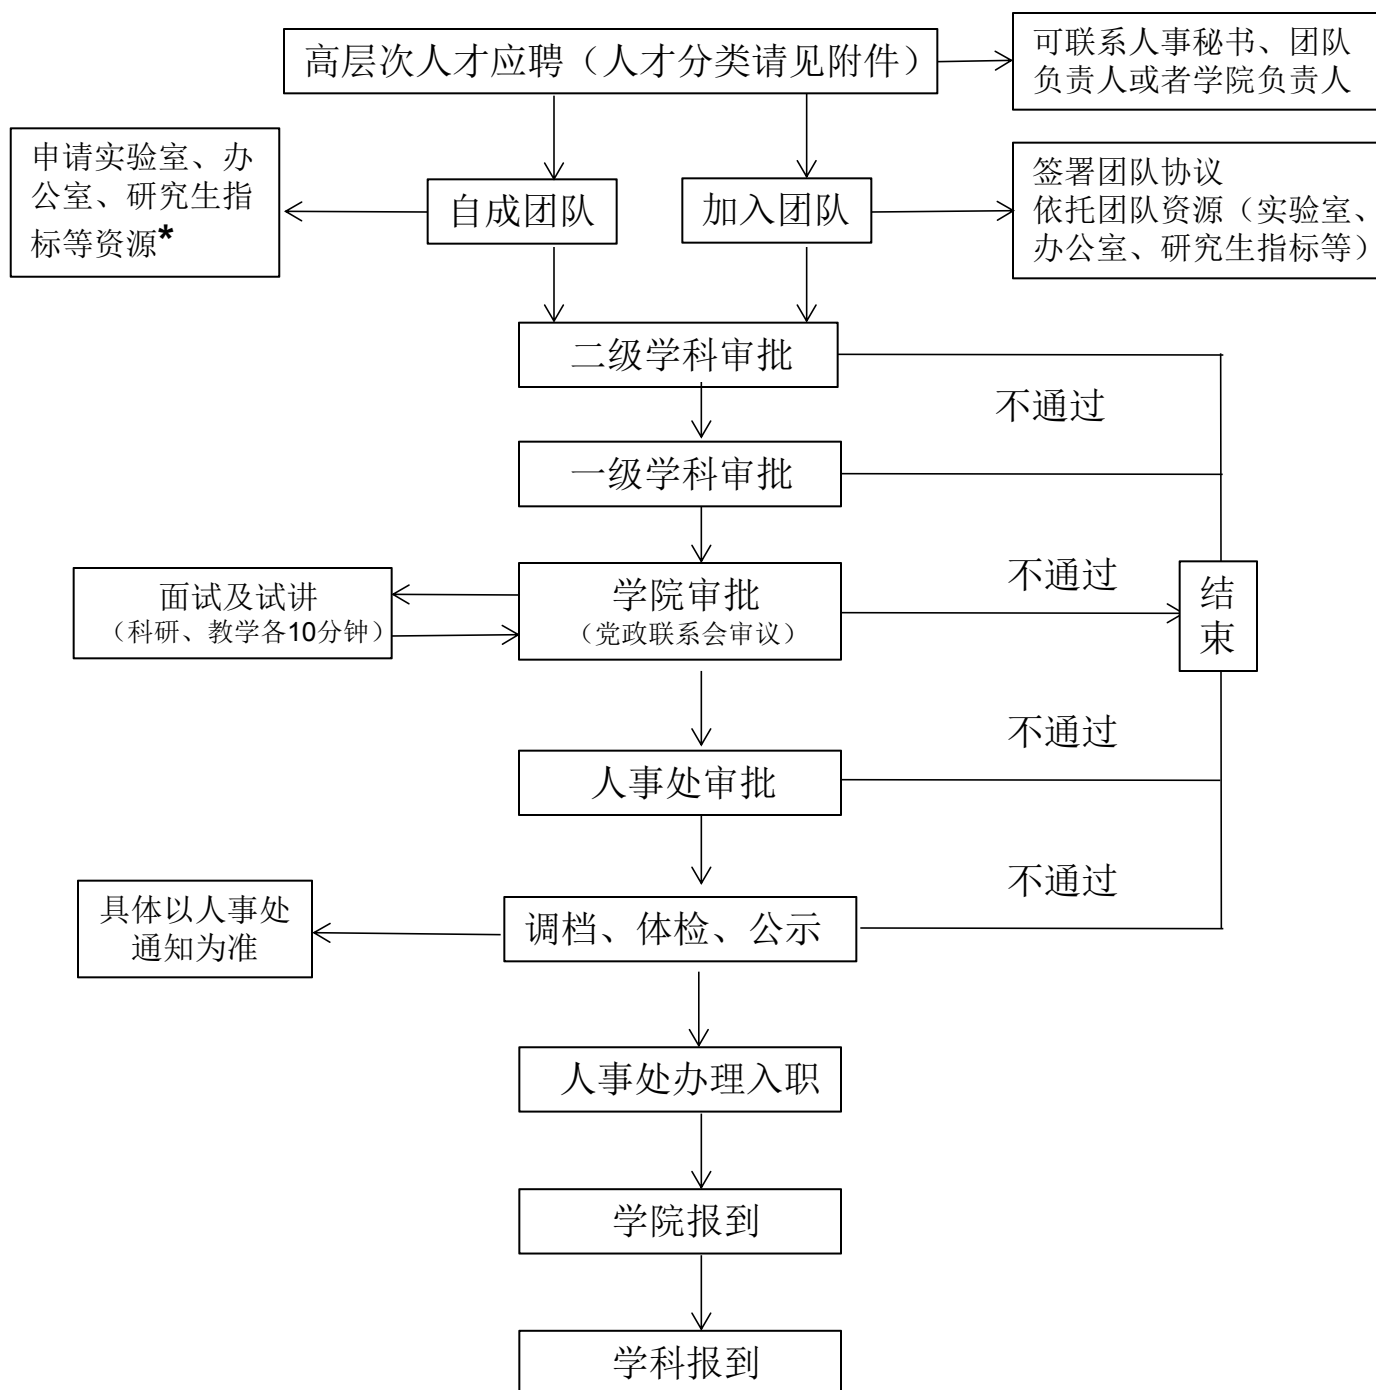 高层次人才应聘（人才分类请见附件）
可联系人事秘书、团队
负责人或者学院负责人
申请实验室、办
公室、研究生指
标等资源*
自成团队
加入团队
签署团队协议
依托团队资源（实验室、
办公室、研究生指标等）
二级学科审批
不通过
一级学科审批
面试及试讲
（科研、教学各10分钟）
学院审批
（党政联系会审议）
不通过
结
束
不通过
人事处审批
不通过
具体以人事处
通知为准
调档、体检、公示
人事处办理入职
学院报到
学科报到